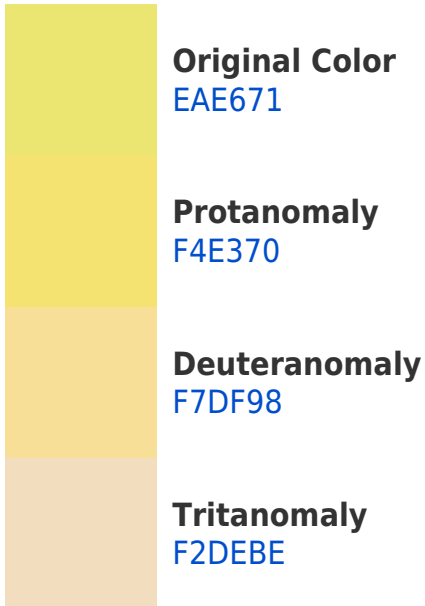 Original Color
EAE671
Protanomaly
F4E370
Deuteranomaly
F7DF98
Tritanomaly
F2DEBE